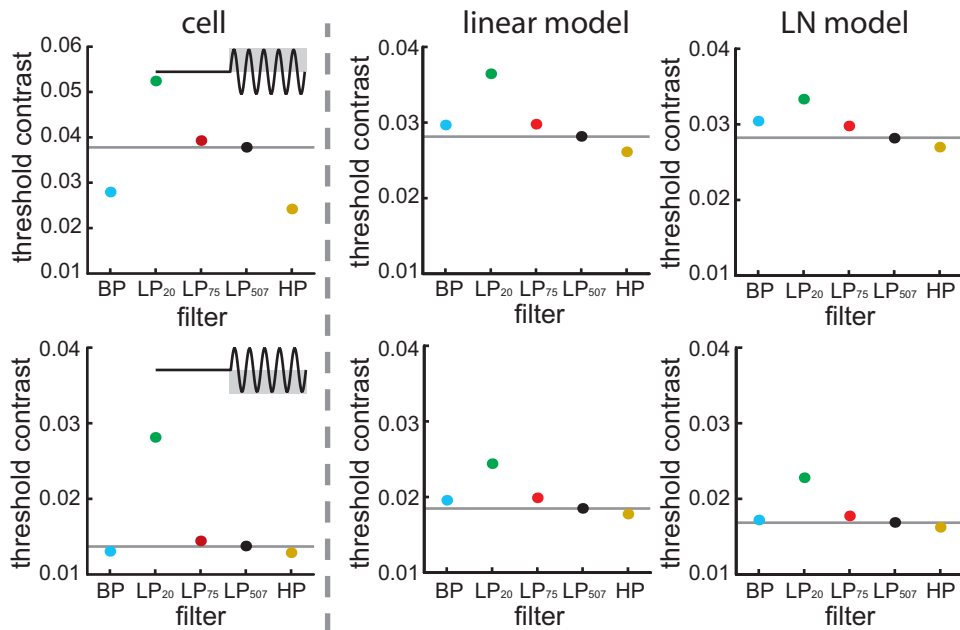 cell
linear model
LN model
threshold contrast
0.06
0.05
0.04
0.03
0.02
0.01
BP LP20 LP75 LP507 HP
filter
threshold contrast
0.04
0.03
0.02
0.01
BP LP20 LP75 LP507 HP
filter
threshold contrast
0.04
0.03
0.02
0.01
BP LP20 LP75 LP507 HP
filter
threshold contrast
0.04
0.03
0.02
0.01
BP LP20 LP75 LP507 HP
filter
threshold contrast
0.04
0.03
0.02
0.01
BP LP20 LP75 LP507 HP
filter
threshold contrast
0.04
0.03
0.02
0.01
BP LP20 LP75 LP507 HP
filter